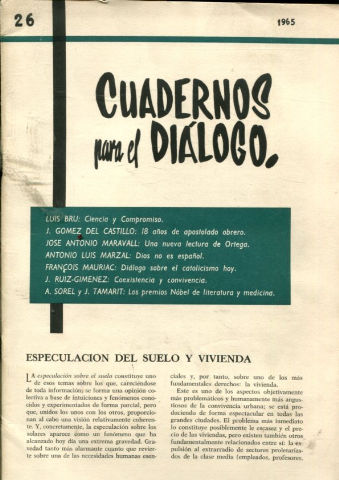 26
1965
CUADERNOS
para el DIÁLOGO.
LUIS BRU: Ciencia y Compromiso.
J. GOMEZ DEL CASTILLO: 18 años de apostolado obrero.
JOSE ANTONIO MARAVALL: Una nueva lectura de Ortega.
ANTONIO LUIS MARZAL: Dios no es español.
FRANÇOIS MAURIAC: Diálogo sobre el catolicismo hoy.
J. RUIZ-GIMENEZ: Coexistencia y convivencia.
A. SOREL y J. TAMARIT: Los premios Nóbel de literatura y medicina.
ESPECULACION DEL SUELO Y VIVIENDA
LA especulación sobre el suelo constituye uno
de esos temas sobre los que, careciéndose
de toda información; se forma una opinión co-
lectiva a base de intuiciones y fenómenos cono-
cidos y experimentados de forma parcial, pero
que, unidos los unos con los otros, proporcio-
nan al cabo una visión relativamente coheren-
te. Y, concretamente, la especulación sobre los
solares aparece como un fenómeno que ha
alcanzado hoy día una extrema gravedad. Gra-
vedad tanto más alarmante cuanto que revier-
te sobre una de las necesidades humanas esen-
ciales y, por tanto, sobre uno de los más
fundamentales derechos: la vivienda.
Este es uno de los aspectos objetivamente
más problemáticos y humanamente más angus-
tiosos de la convivencia urbana; se está pro-
duciendo de forma espectacular en todas las
grandes ciudades. El problema más inmediato
lo constituye posiblemente la escasez y el pre-
cio de las viviendas, pero existen también otros
fundamentalmente relacionados entre sí: la ex-
pulsión al extrarradio de sectores proletariza-
dos de la clase media (empleados, profesores,